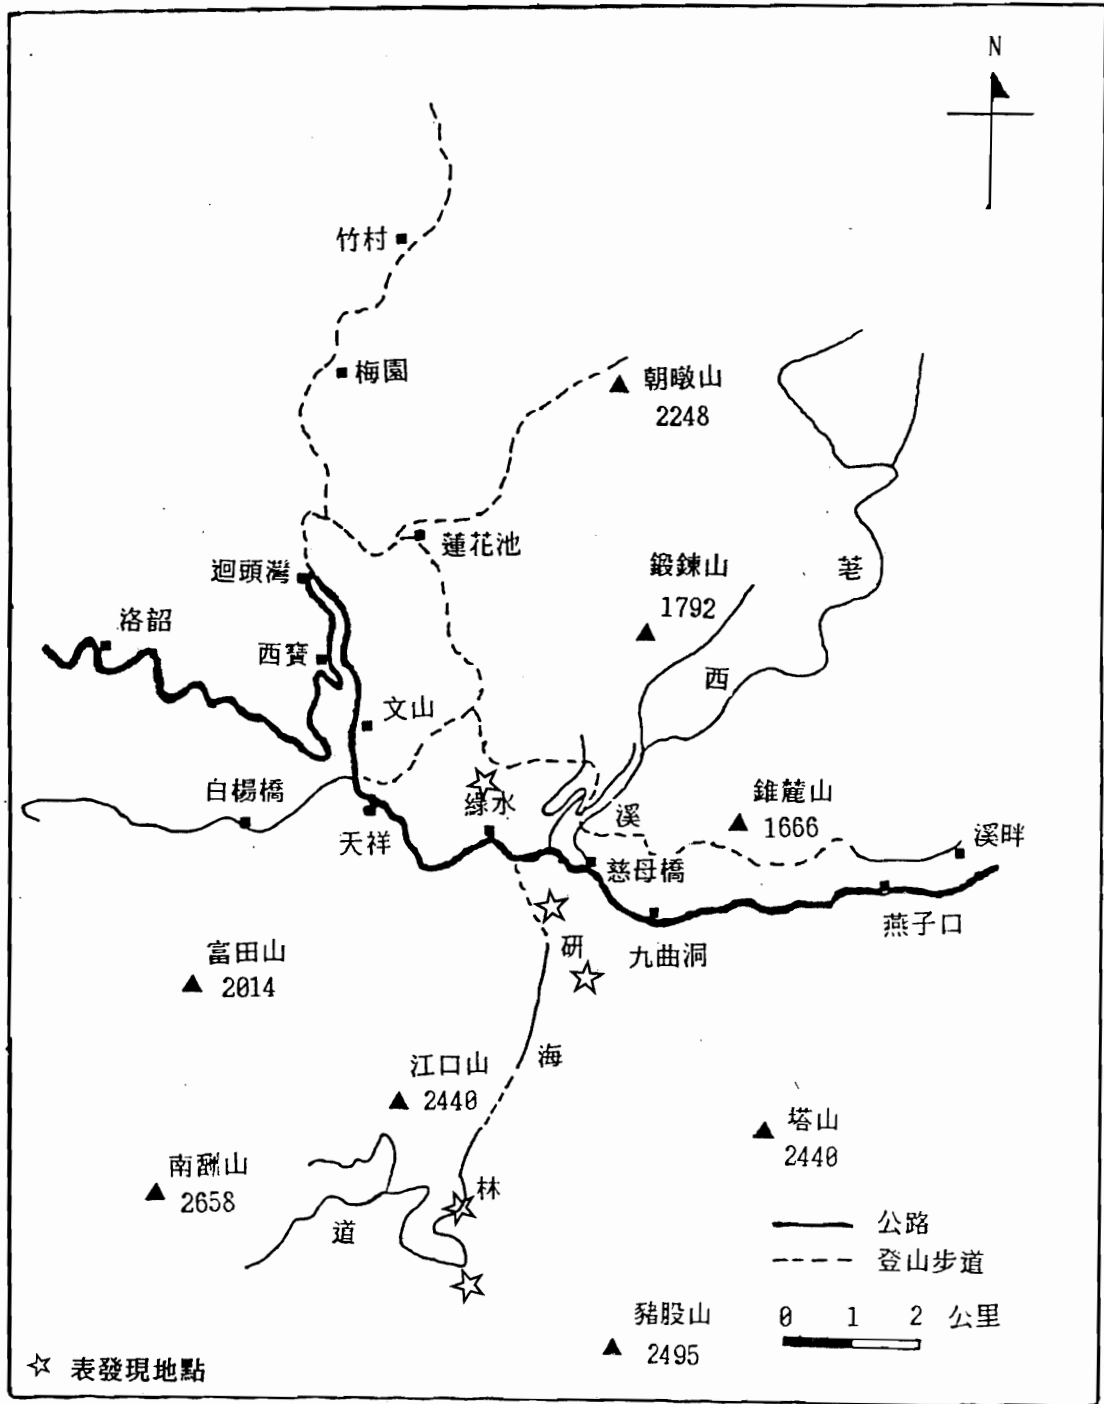 N
竹村
梅園
朝暾山
2248
蓮花池
迴頭灣
鍛鍊山
1792
荖
西
溪
洛韶
西寶
文山
白楊橋
綠水
天祥
錐麓山
1666
溪畔
慈母橋
燕子口
九曲洞
研
海
林
道
富田山
2014
江口山
2440
塔山
2440
南酬山
2658
公路
登山步道
0 1 2 公里
豬股山
2495
☆ 表發現地點